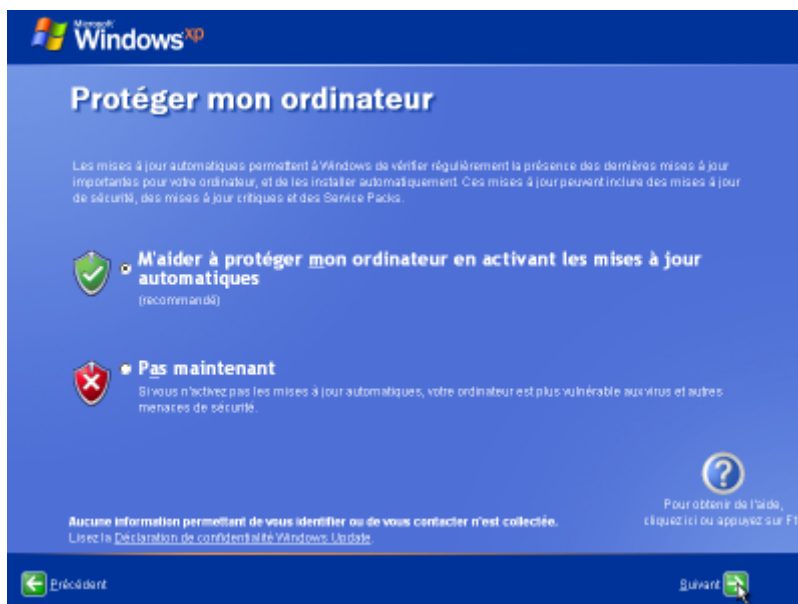 Microsoft
Windows xp
Protéger mon ordinateur
Les mises à jour automatiques permettent à Windows de vérifier régulièrement la présence des dernières mises à jour
importantes pour votre ordinateur, et de les installer automatiquement. Ces mises à jour peuvent inclure des mises à jour
de sécurité, des mises à jour critiques et des Service Packs.
M'aider à protéger mon ordinateur en activant les mises à jour
automatiques
(recommandé)
Pas maintenant
Si vous n'activez pas les mises à jour automatiques, votre ordinateur est plus vulnérable aux virus et autres
menaces de sécurité.
Pour obtenir de l'aide,
cliquez ici ou appuyez sur F1
Aucune information permettant de vous identifier ou de vous contacter n'est collectée.
Lisez la Déclaration de confidentialité Windows Update.
Précédent
Suivant